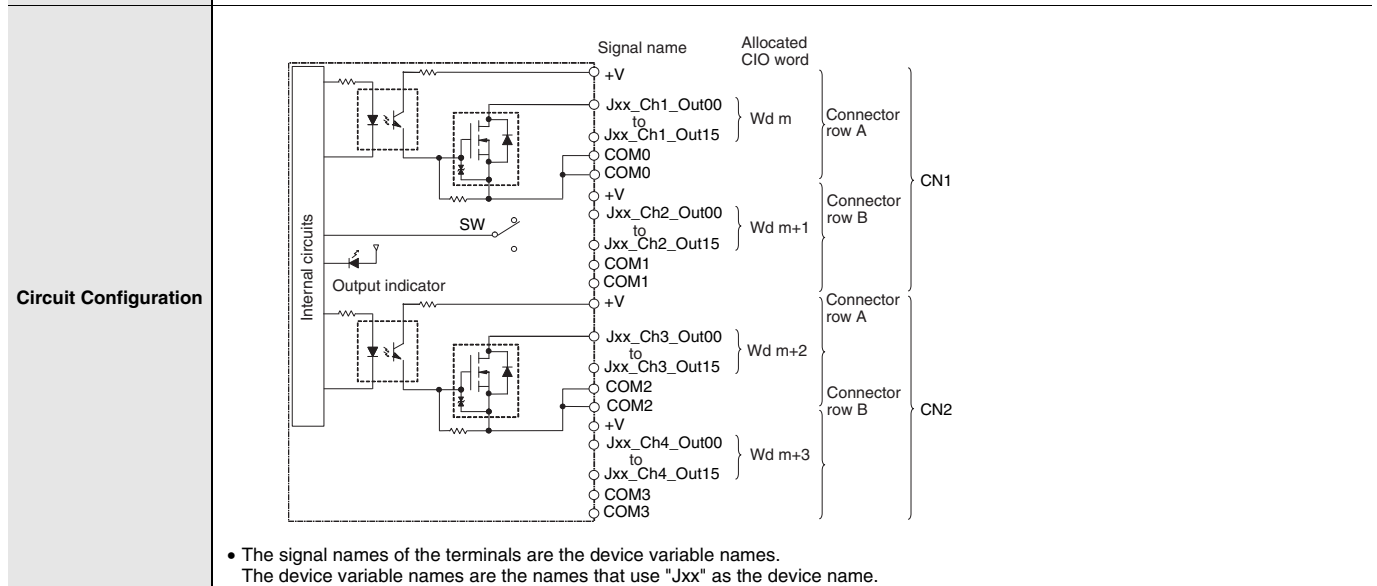 Circuit Configuration
Signal name
Allocated
CIO word
+V
Jxx_Ch1_Out00
to
Jxx_Ch1_Out15
Wd m
COM0
COM0
Connector
row A
+V
Jxx_Ch2_Out00
to
Jxx_Ch2_Out15
Wd m+1
COM1
COM1
Connector
row B
CN1
Internal circuits
SW
Output indicator
+V
Jxx_Ch3_Out00
to
Jxx_Ch3_Out15
Wd m+2
COM2
COM2
Connector
row A
+V
Jxx_Ch4_Out00
to
Jxx_Ch4_Out15
Wd m+3
COM3
COM3
Connector
row B
CN2
• The signal names of the terminals are the device variable names.
The device variable names are the names that use "Jxx" as the device name.